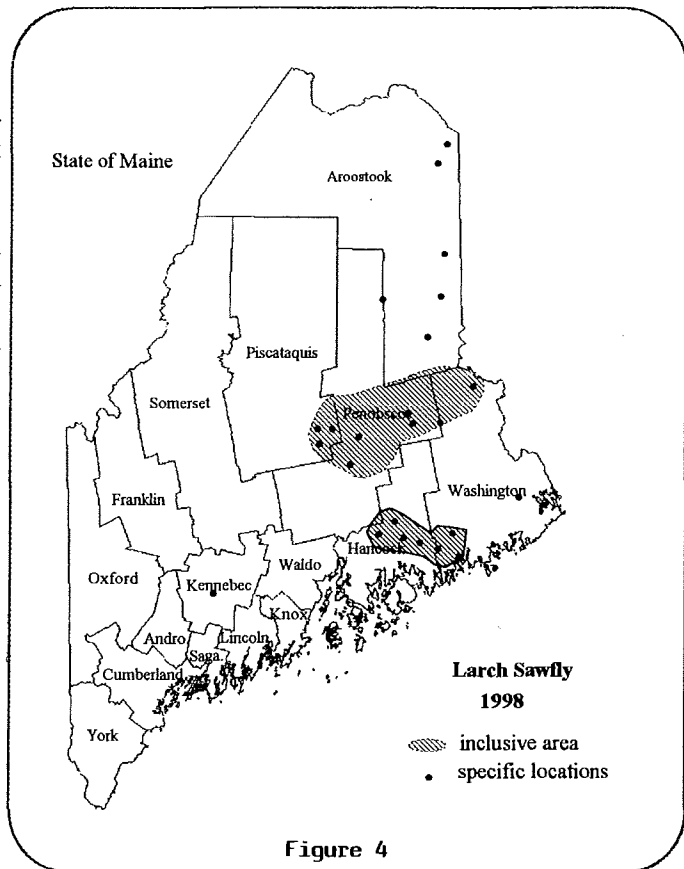 State of Maine
Aroostook
Piscataquis
Somerset
Penobsco
Franklin
Washington
Hancock
Waldo
Oxford
Kennebec
Knox
Lincoln
Andro
Saga.
Cumberland
York
Larch Sawfly
1998
inclusive area
specific locations
Figure 4